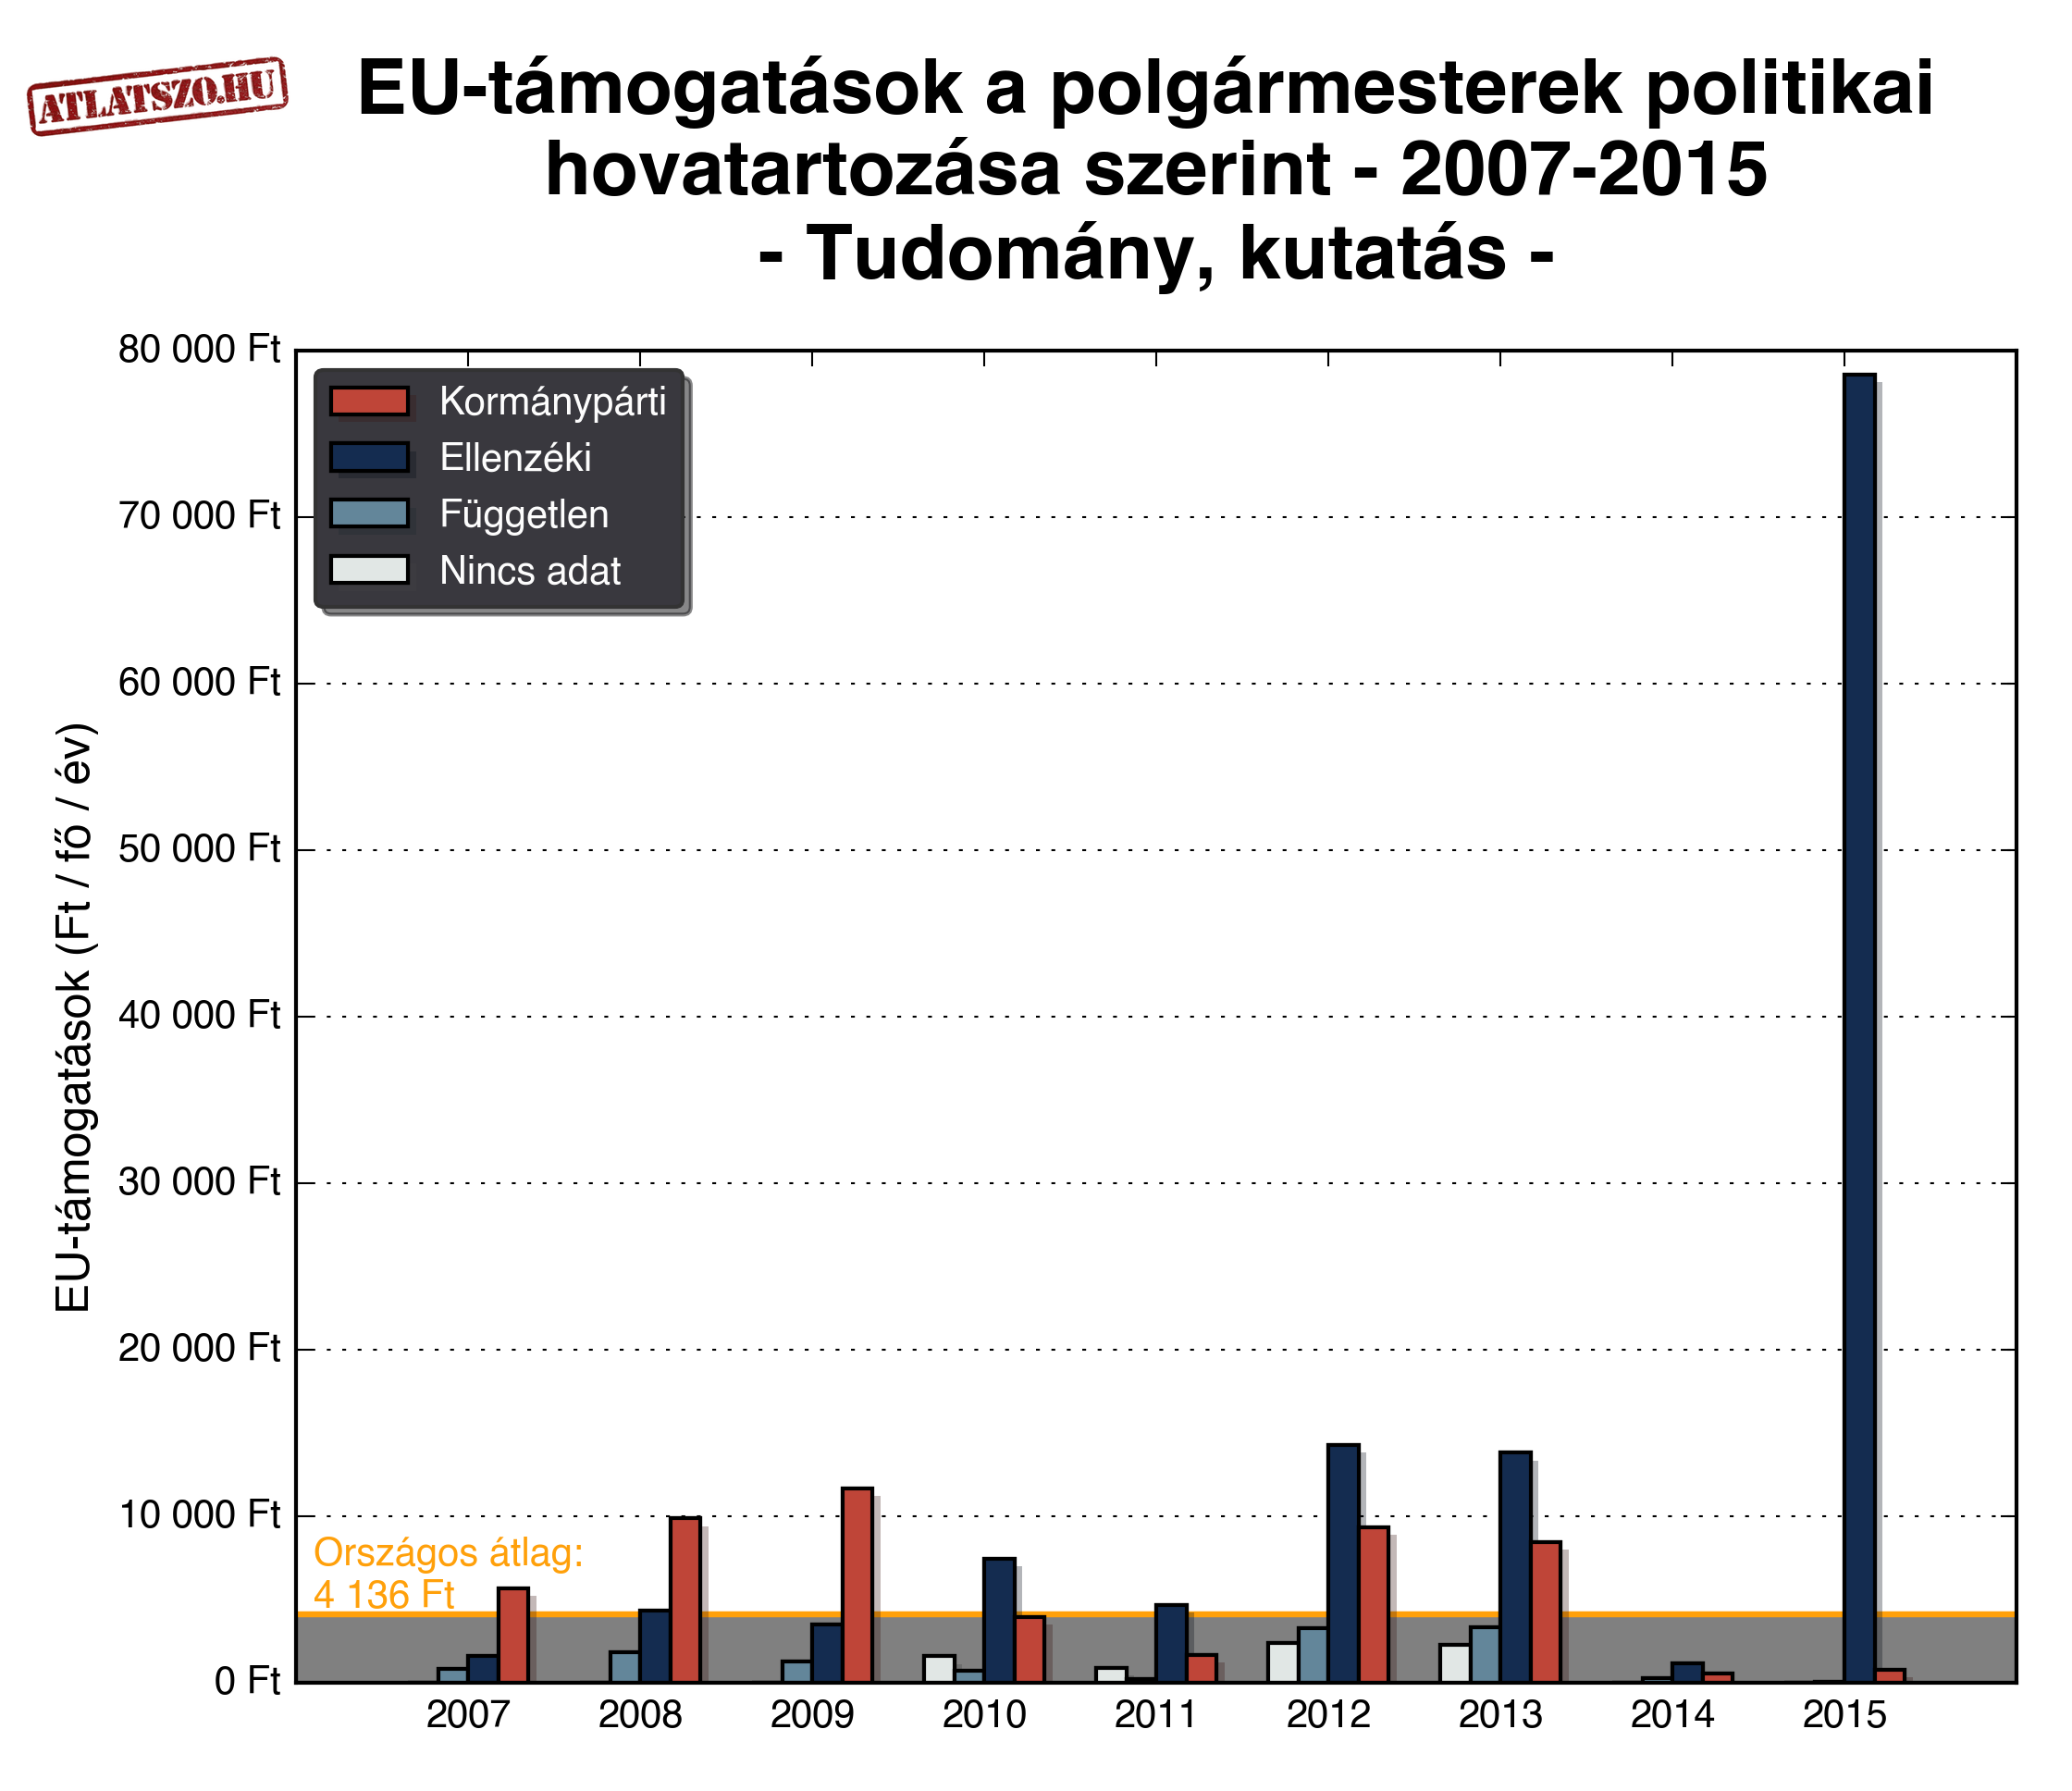 ATLATSZO.HU
EU-támogatások a polgármesterek politikai
hovatartozása szerint - 2007-2015
- Tudomány, kutatás -
80 000 Ft
70 000 Ft
60 000 Ft
50 000 Ft
40 000 Ft
30 000 Ft
20 000 Ft
10 000 Ft
0 Ft
EU-támogatások (Ft / fő / év)
Kormánypárti
Ellenzéki
Független
Nincs adat
Országos átlag:
4 136 Ft
2007
2008
2009
2010
2011
2012
2013
2014
2015